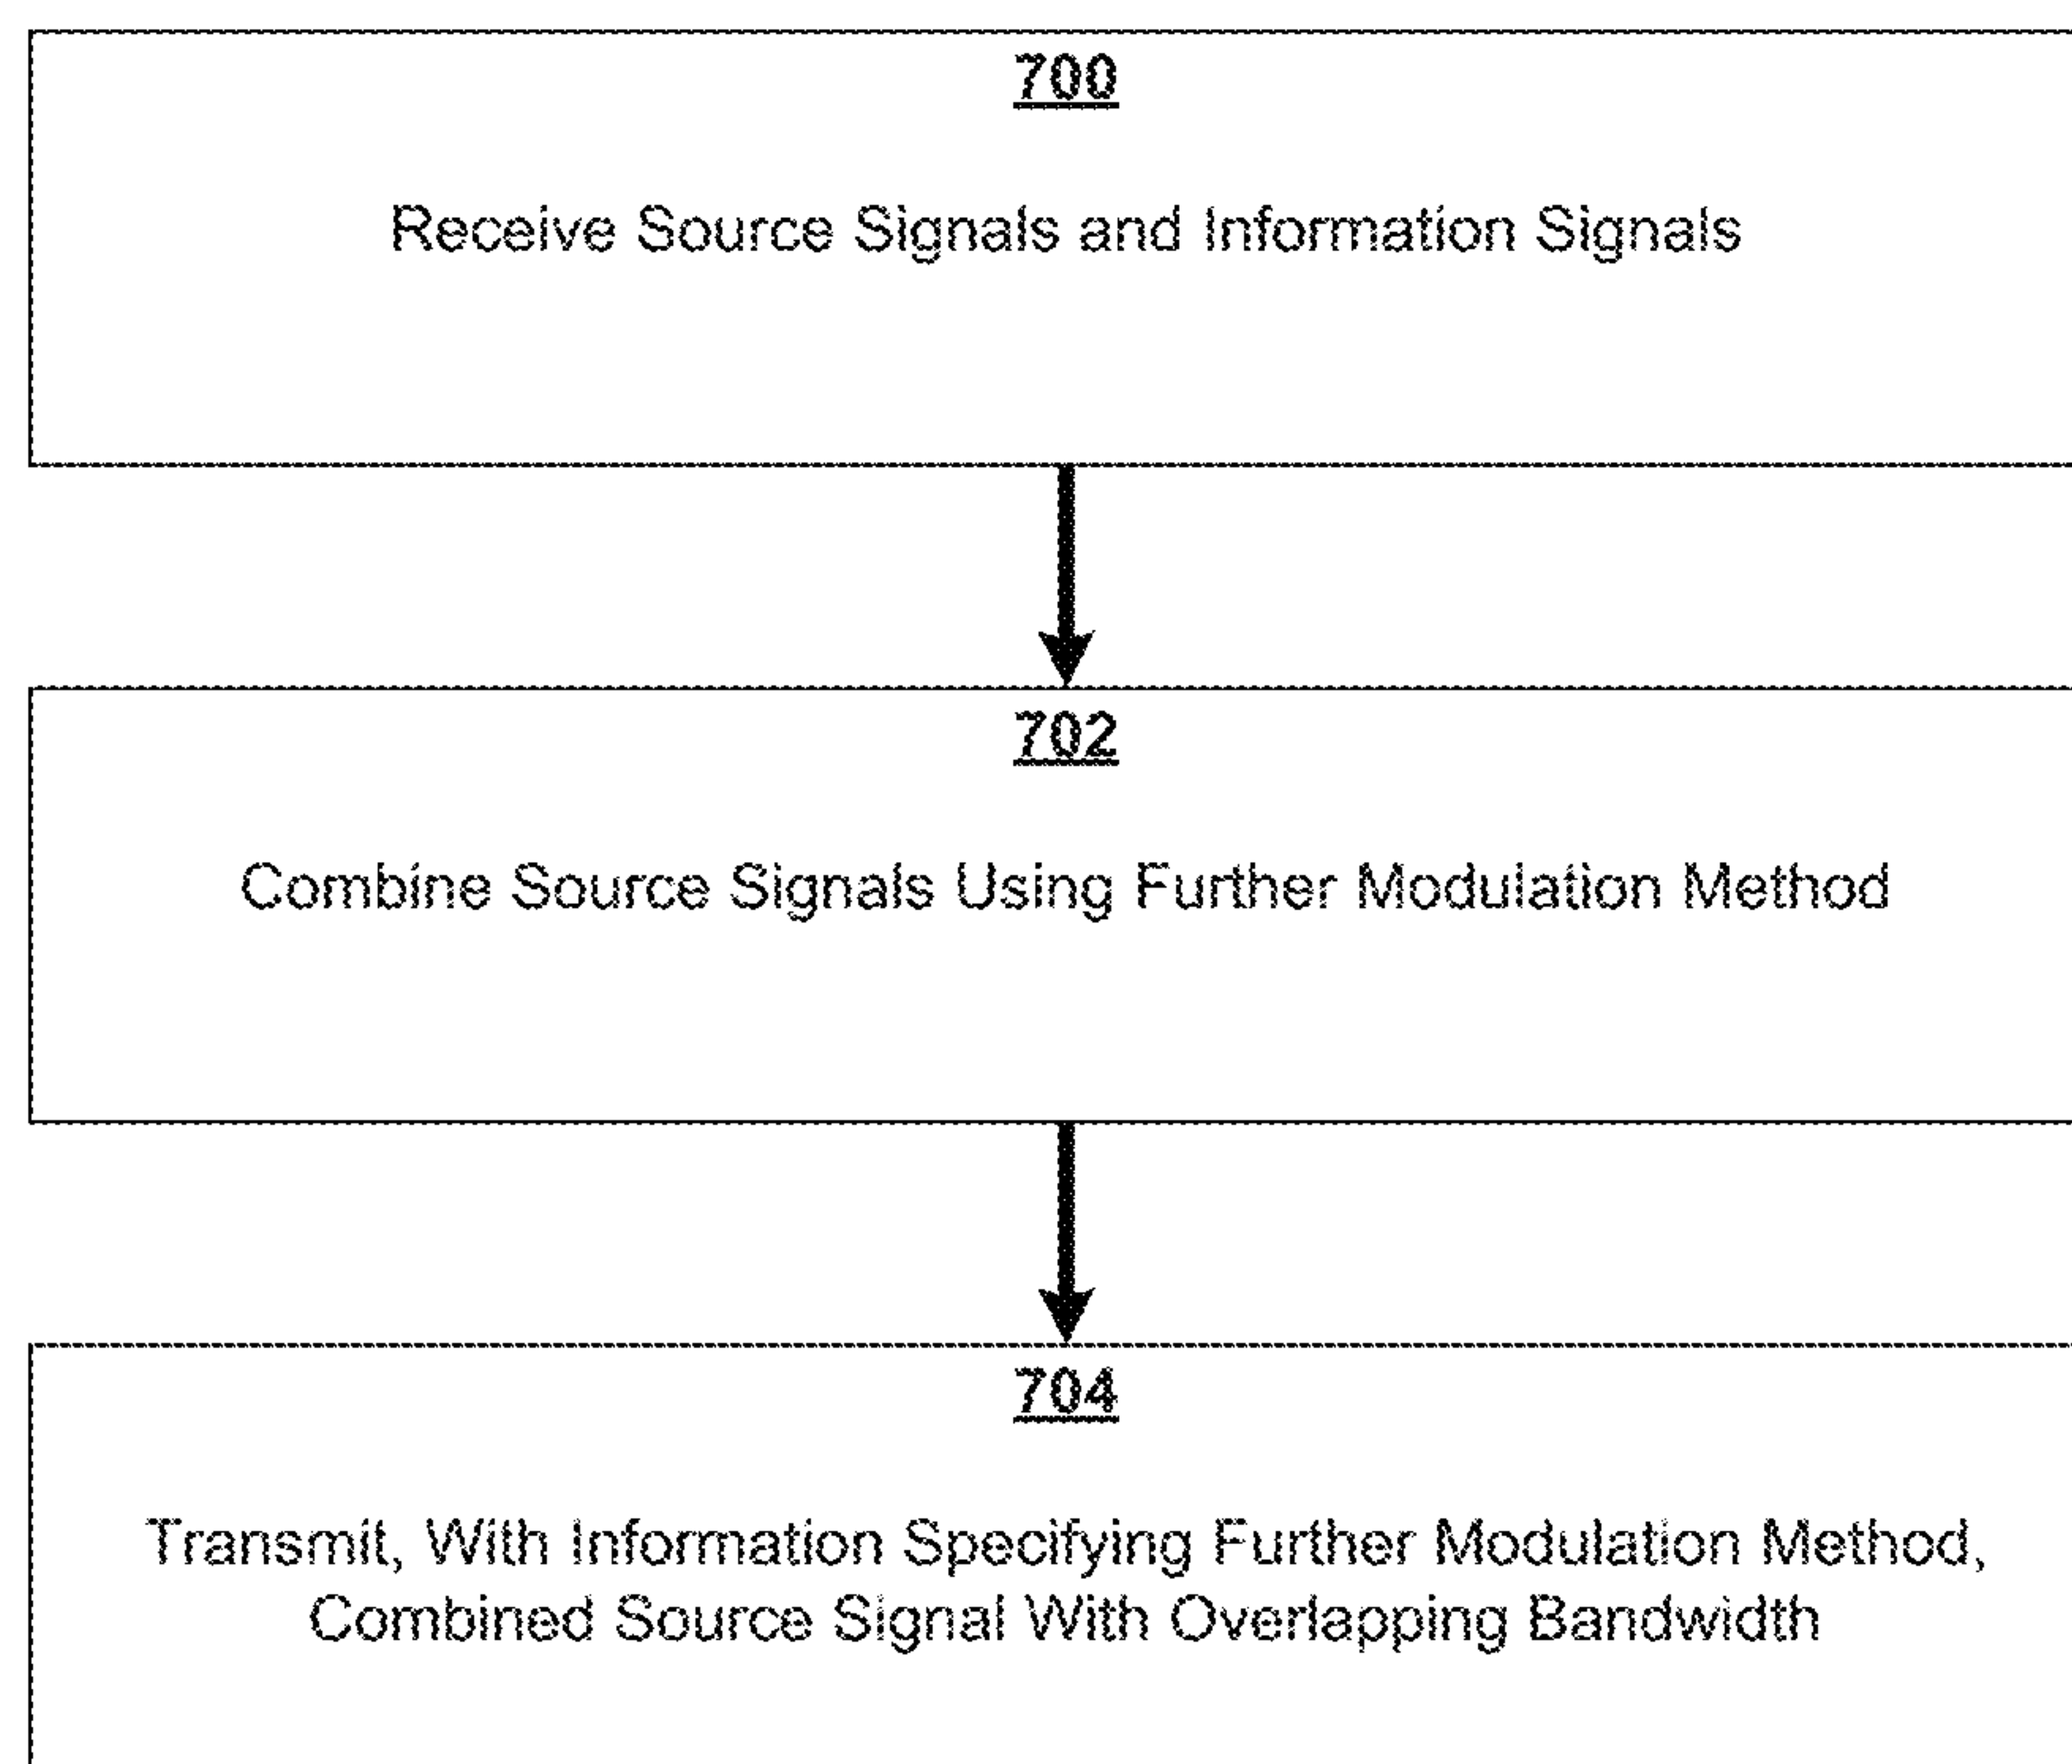 700
Receive Source Signals and Information Signals
702
Combine Source Signals Using Further Modulation Method
704
Transmit, With Information Specifying Further Modulation Method,
Combined Source Signal With Overlapping Bandwidth